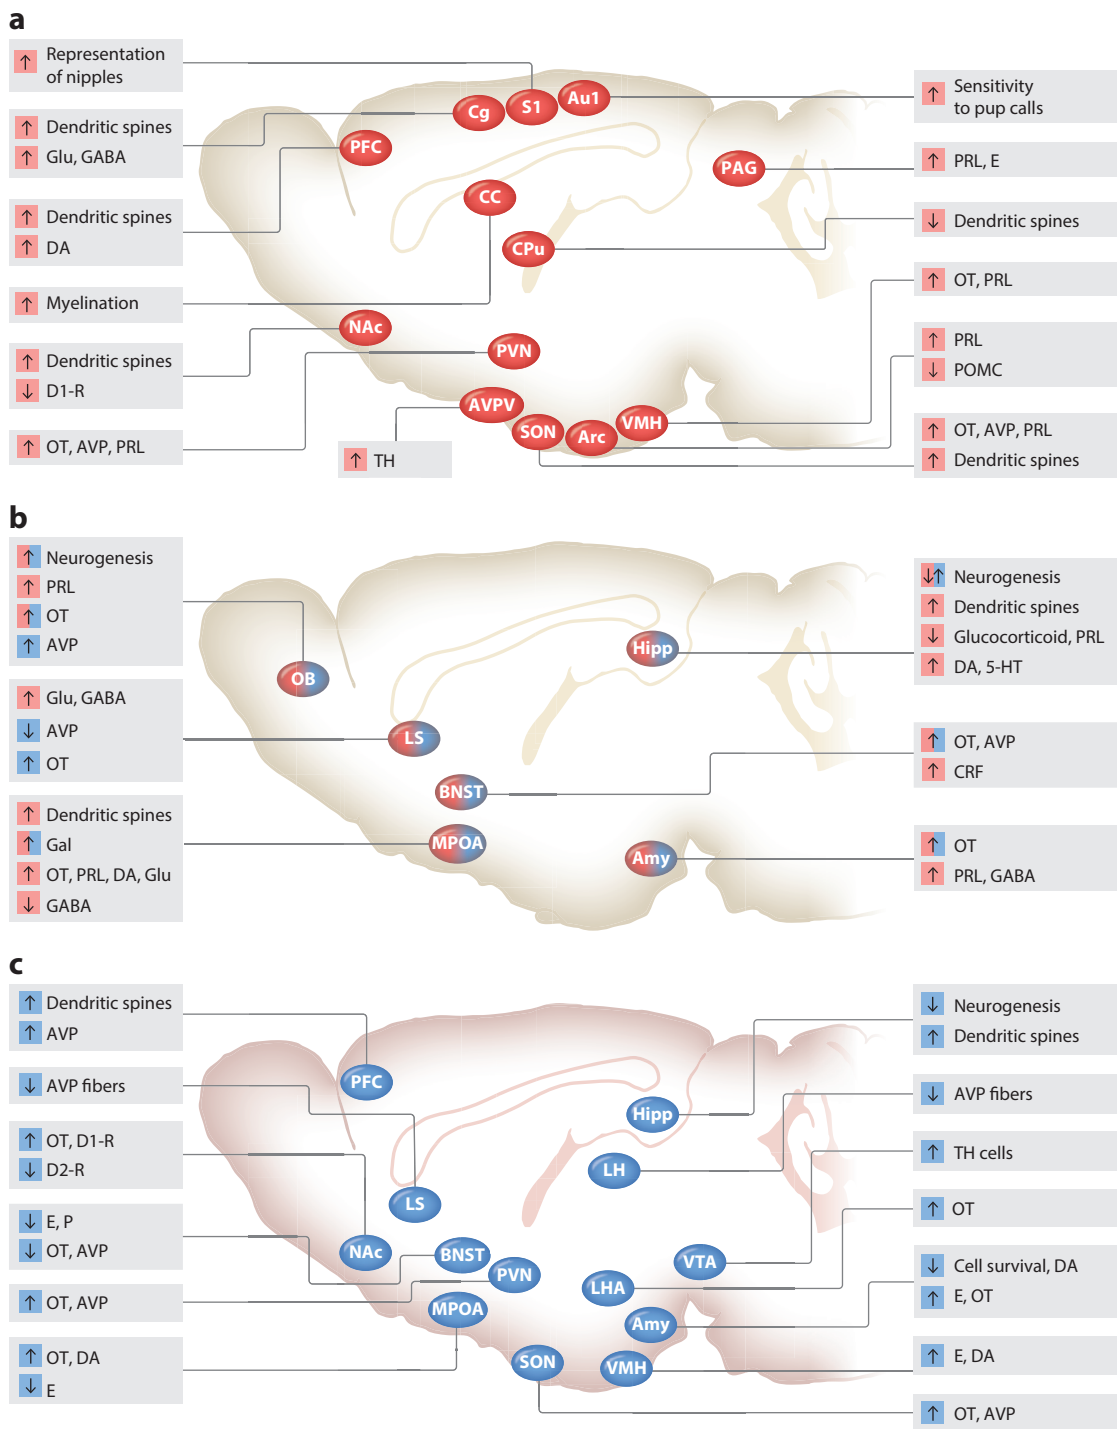 a
↑ Representation
of nipples
↑ Dendritic spines
↑ Glu, GABA
↑ Dendritic spines
↑ DA
↑ Myelination
↑ Dendritic spines
↓ D1-R
↑ OT, AVP, PRL
↑ TH
Cg
S1
Au1
PFC
PAG
CC
CPu
NAc
PVN
AVPV
SON
Arc
VMH
↑ Sensitivity
to pup calls
↑ PRL, E
↓ Dendritic spines
↑ OT, PRL
↑ PRL
↓ POMC
↑ OT, AVP, PRL
↑ Dendritic spines
b
↑ Neurogenesis
↑ PRL
↑ OT
↑ AVP
↑ Glu, GABA
↓ AVP
↑ OT
↑ Dendritic spines
↑ Gal
↑ OT, PRL, DA, Glu
↓ GABA
OB
Hipp
LS
BNST
MPOA
Amy
↓↑ Neurogenesis
↑ Dendritic spines
↓ Glucocorticoid, PRL
↑ DA, 5-HT
↑ OT, AVP
↑ CRF
↑ OT
↑ PRL, GABA
c
↑ Dendritic spines
↑ AVP
↓ AVP fibers
↑ OT, D1-R
↓ D2-R
↓ E, P
↓ OT, AVP
↑ OT, AVP
↑ OT, DA
↓ E
PFC
Hipp
LH
LS
NAc
BNST
PVN
VTA
LHA
MPOA
Amy
SON
VMH
↓ Neurogenesis
↑ Dendritic spines
↓ AVP fibers
↑ TH cells
↑ OT
↓ Cell survival, DA
↑ E, OT
↑ E, DA
↑ OT, AVP